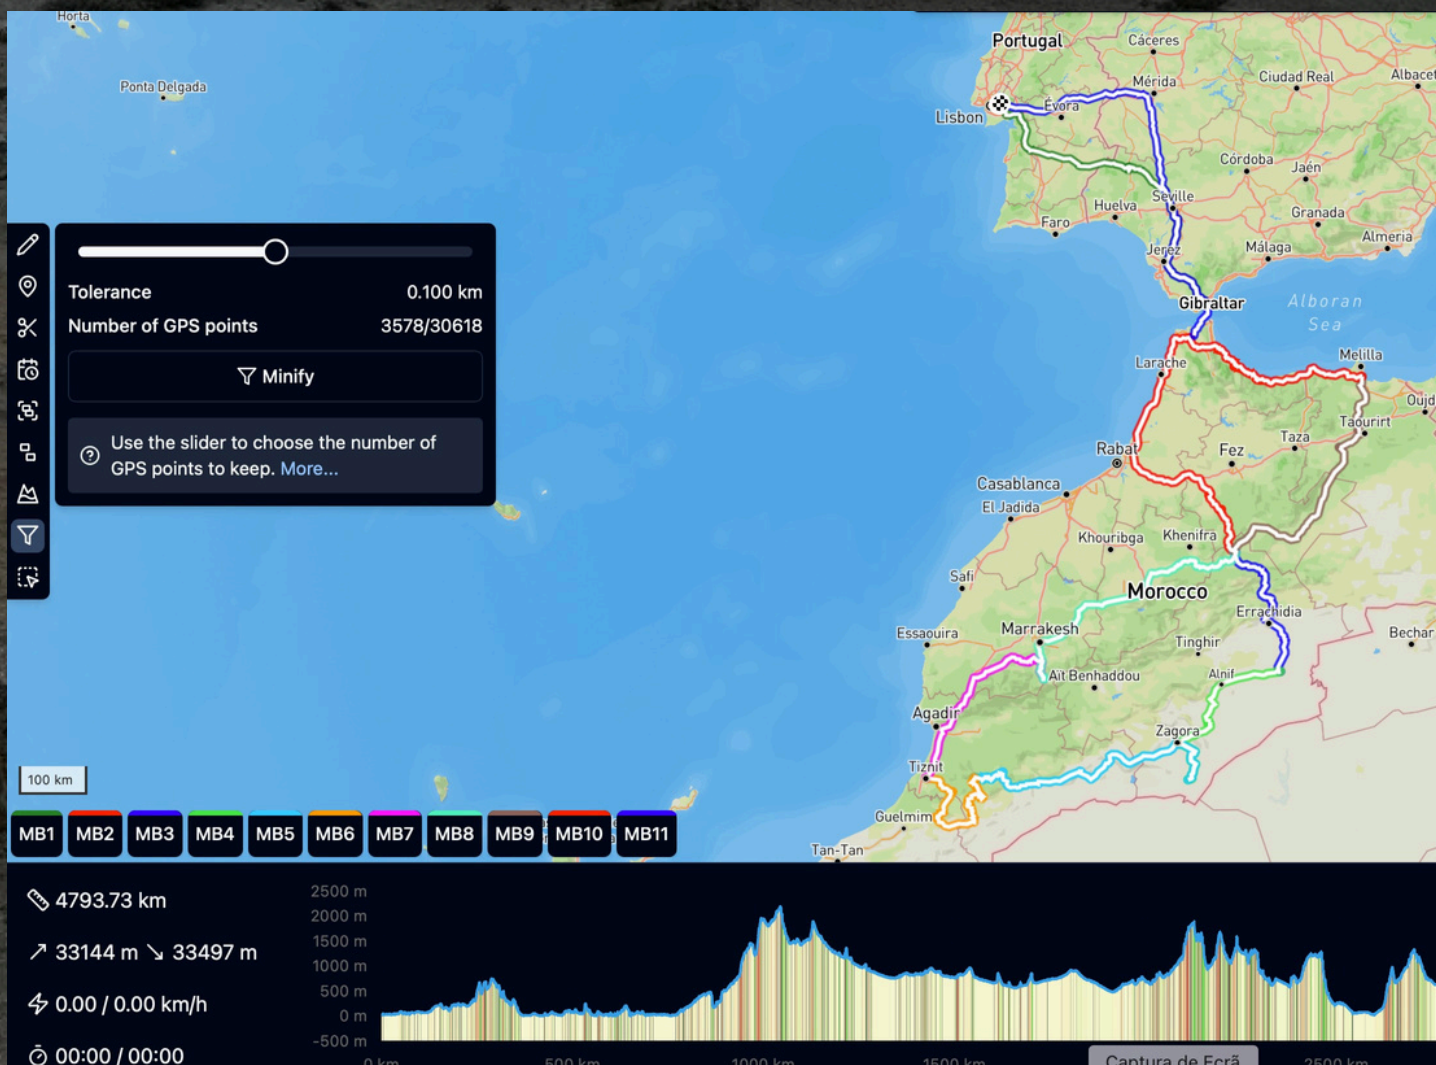 Horta
Portugal
Cáceres
Ponta Delgada
Mérida
Ciudad Real
Albacet
Lisbon
Évora
Córdoba
Jaén
Seville
Huelva
Granada
Faro
Almeria
Jerez
Málaga
Gibraltar
Alboran
Sea
Tolerance 0.100 km
Number of GPS points 3578/30618
Minify
Use the slider to choose the number of
GPS points to keep. More...
Larache
Melilla
Oujd
Taourirt
Taza
Rabat
Fez
Casablanca
El Jadida
Khouribga
Khenifra
Safi
Morocco
Errachidia
Essaouira
Marrakesh
Tinghir
Bechar
Aït Benhaddou
Alnif
Agadir
Zagora
Tiznit
100 km
Guelmim
Tan-Tan
MB1 MB2 MB3 MB4 MB5 MB6 MB7 MB8 MB9 MB10 MB11
4793.73 km
33144 m 33497 m
0.00 / 0.00 km/h
00:00 / 00:00
2500 m
2000 m
1500 m
1000 m
500 m
0 m
-500 m
0 km 500 km 1000 km 1500 km 2500 km
Captura de Ecrã